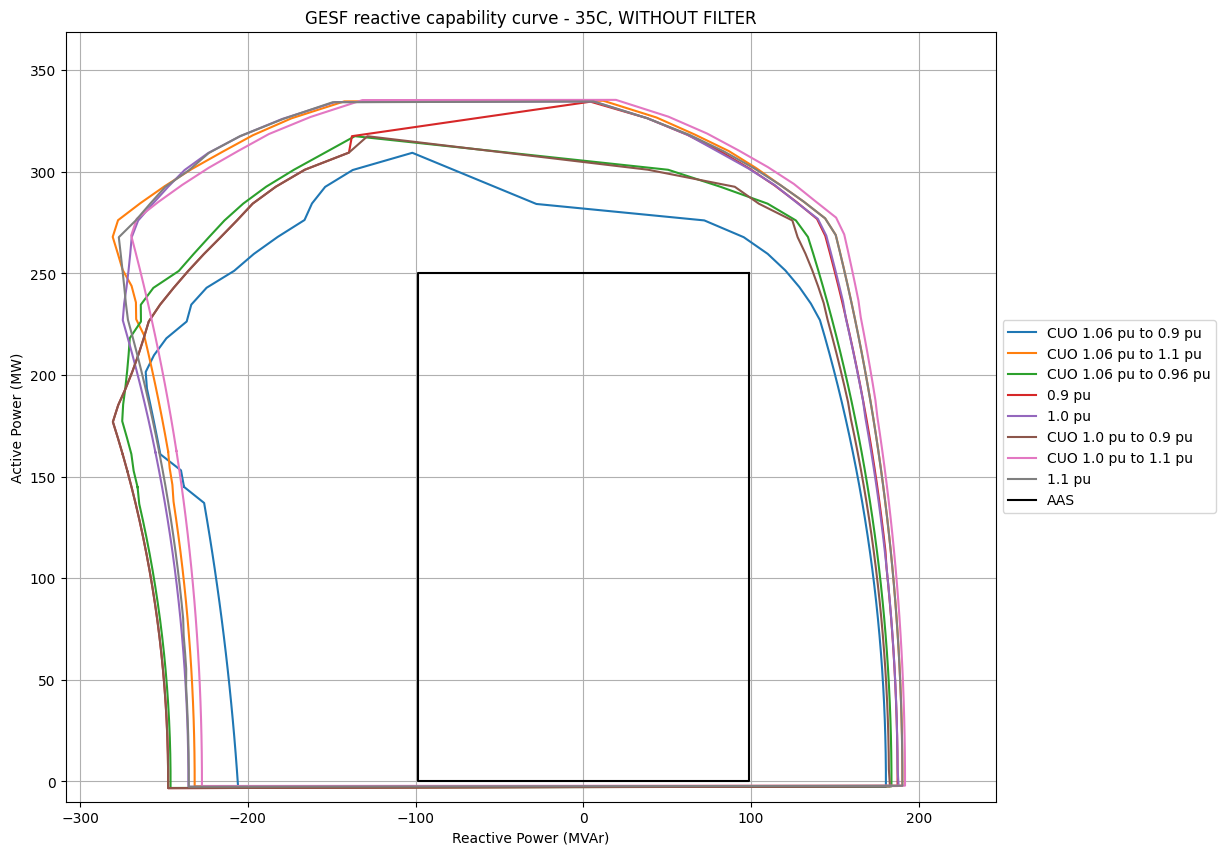 GESF reactive capability curve - 35C, WITHOUT FILTER
Active Power (MW)
350
300
250
200
150
100
50
0
−300
−200
−100
0
100
200
Reactive Power (MVAr)
CUO 1.06 pu to 0.9 pu
CUO 1.06 pu to 1.1 pu
CUO 1.06 pu to 0.96 pu
0.9 pu
1.0 pu
CUO 1.0 pu to 0.9 pu
CUO 1.0 pu to 1.1 pu
1.1 pu
AAS